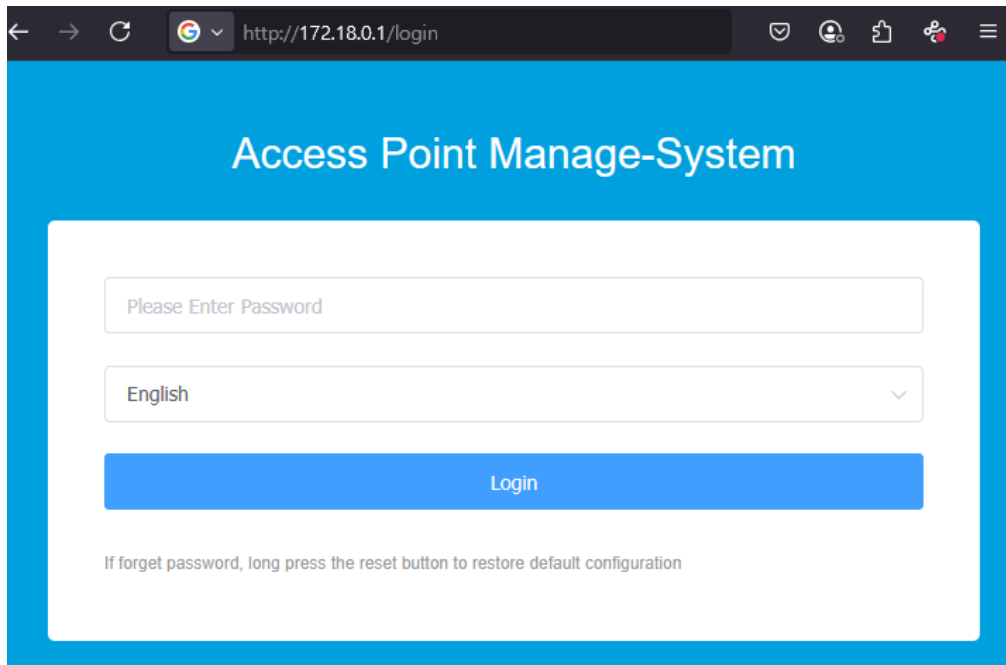 http://172.18.0.1/login
Access Point Manage-System
Please Enter Password
English
Login
If forget password, long press the reset button to restore default configuration